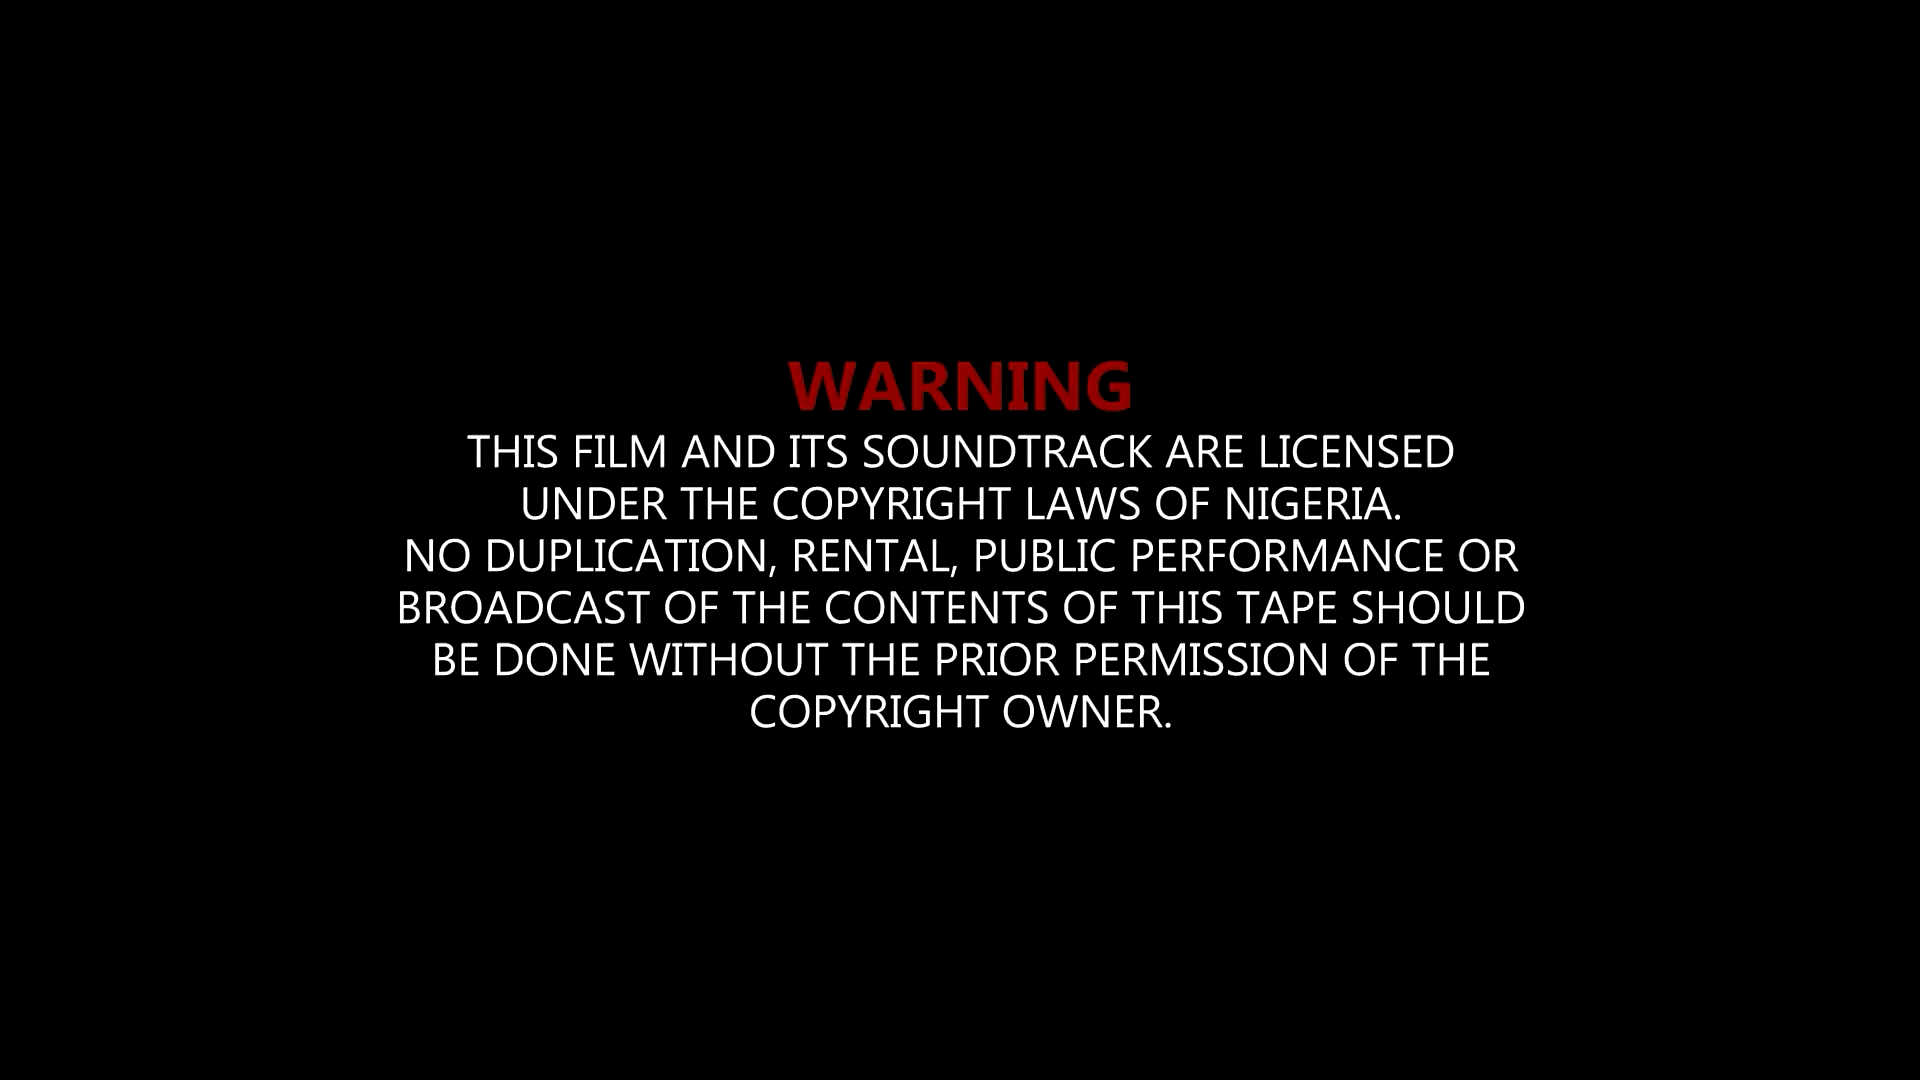 WARNING
THIS FILM AND ITS SOUNDTRACK ARE LICENSED
UNDER THE COPYRIGHT LAWS OF NIGERIA.
NO DUPLICATION, RENTAL, PUBLIC PERFORMANCE OR
BROADCAST OF THE CONTENTS OF THIS TAPE SHOULD
BE DONE WITHOUT THE PRIOR PERMISSION OF THE
COPYRIGHT OWNER.